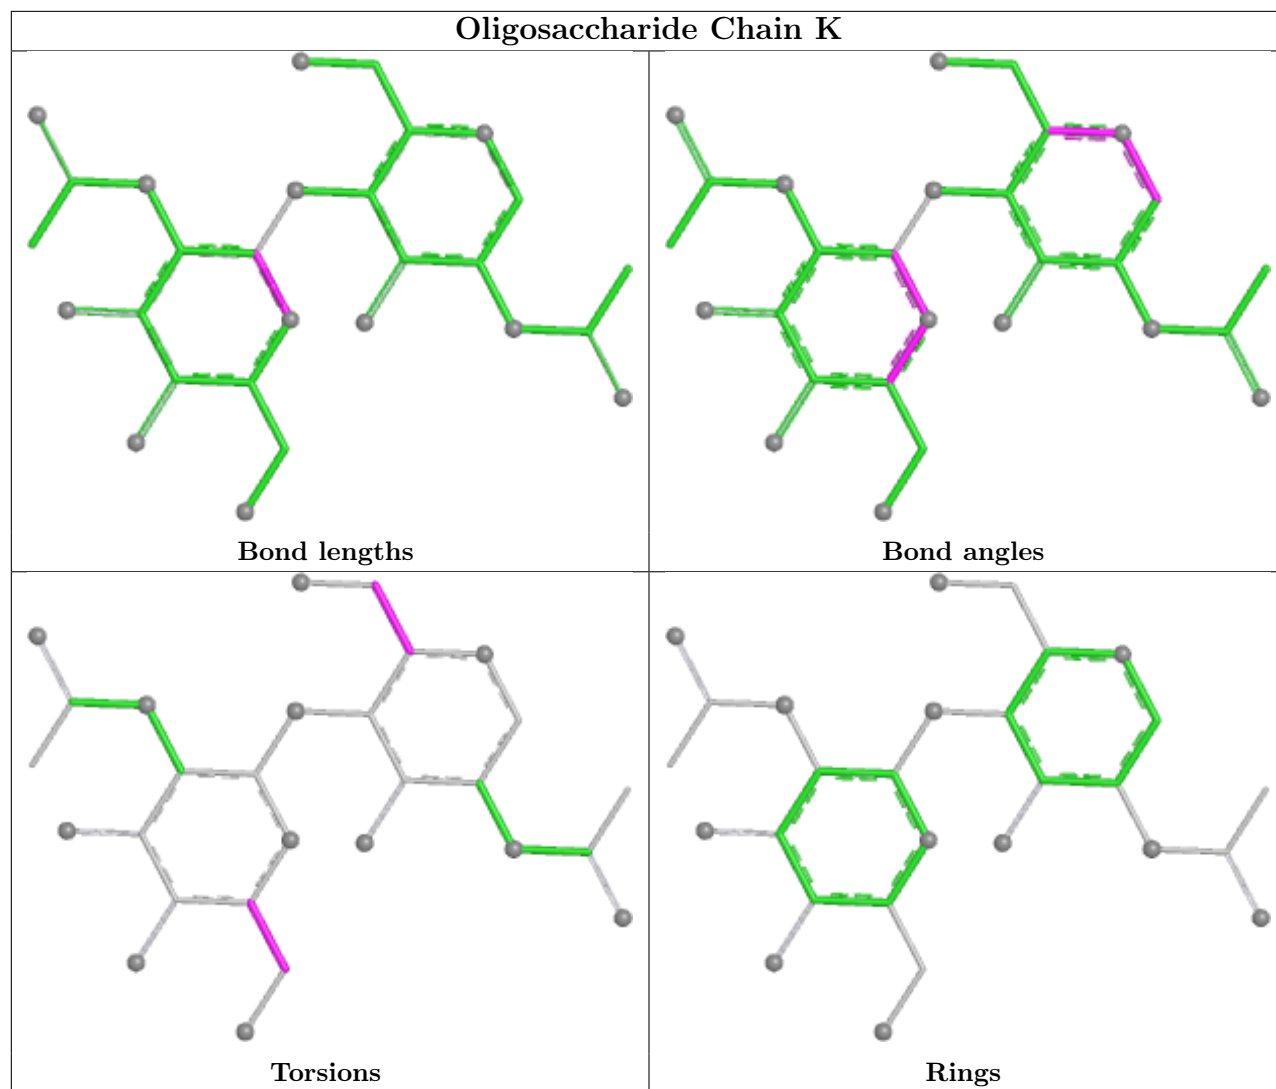 Oligosaccharide Chain K
Bond lengths
Bond angles
Torsions
Rings